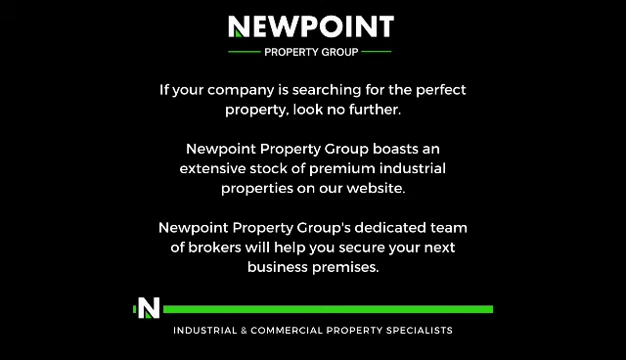 NEWPOINT
PROPERTY GROUP
If your company is searching for the perfect
property, look no further.
Newpoint Property Group boasts an
extensive stock of premium industrial
properties on our website.
Newpoint Property Group's dedicated team
of brokers will help you secure your next
business premises.
N
INDUSTRIAL & COMMERCIAL PROPERTY SPECIALISTS